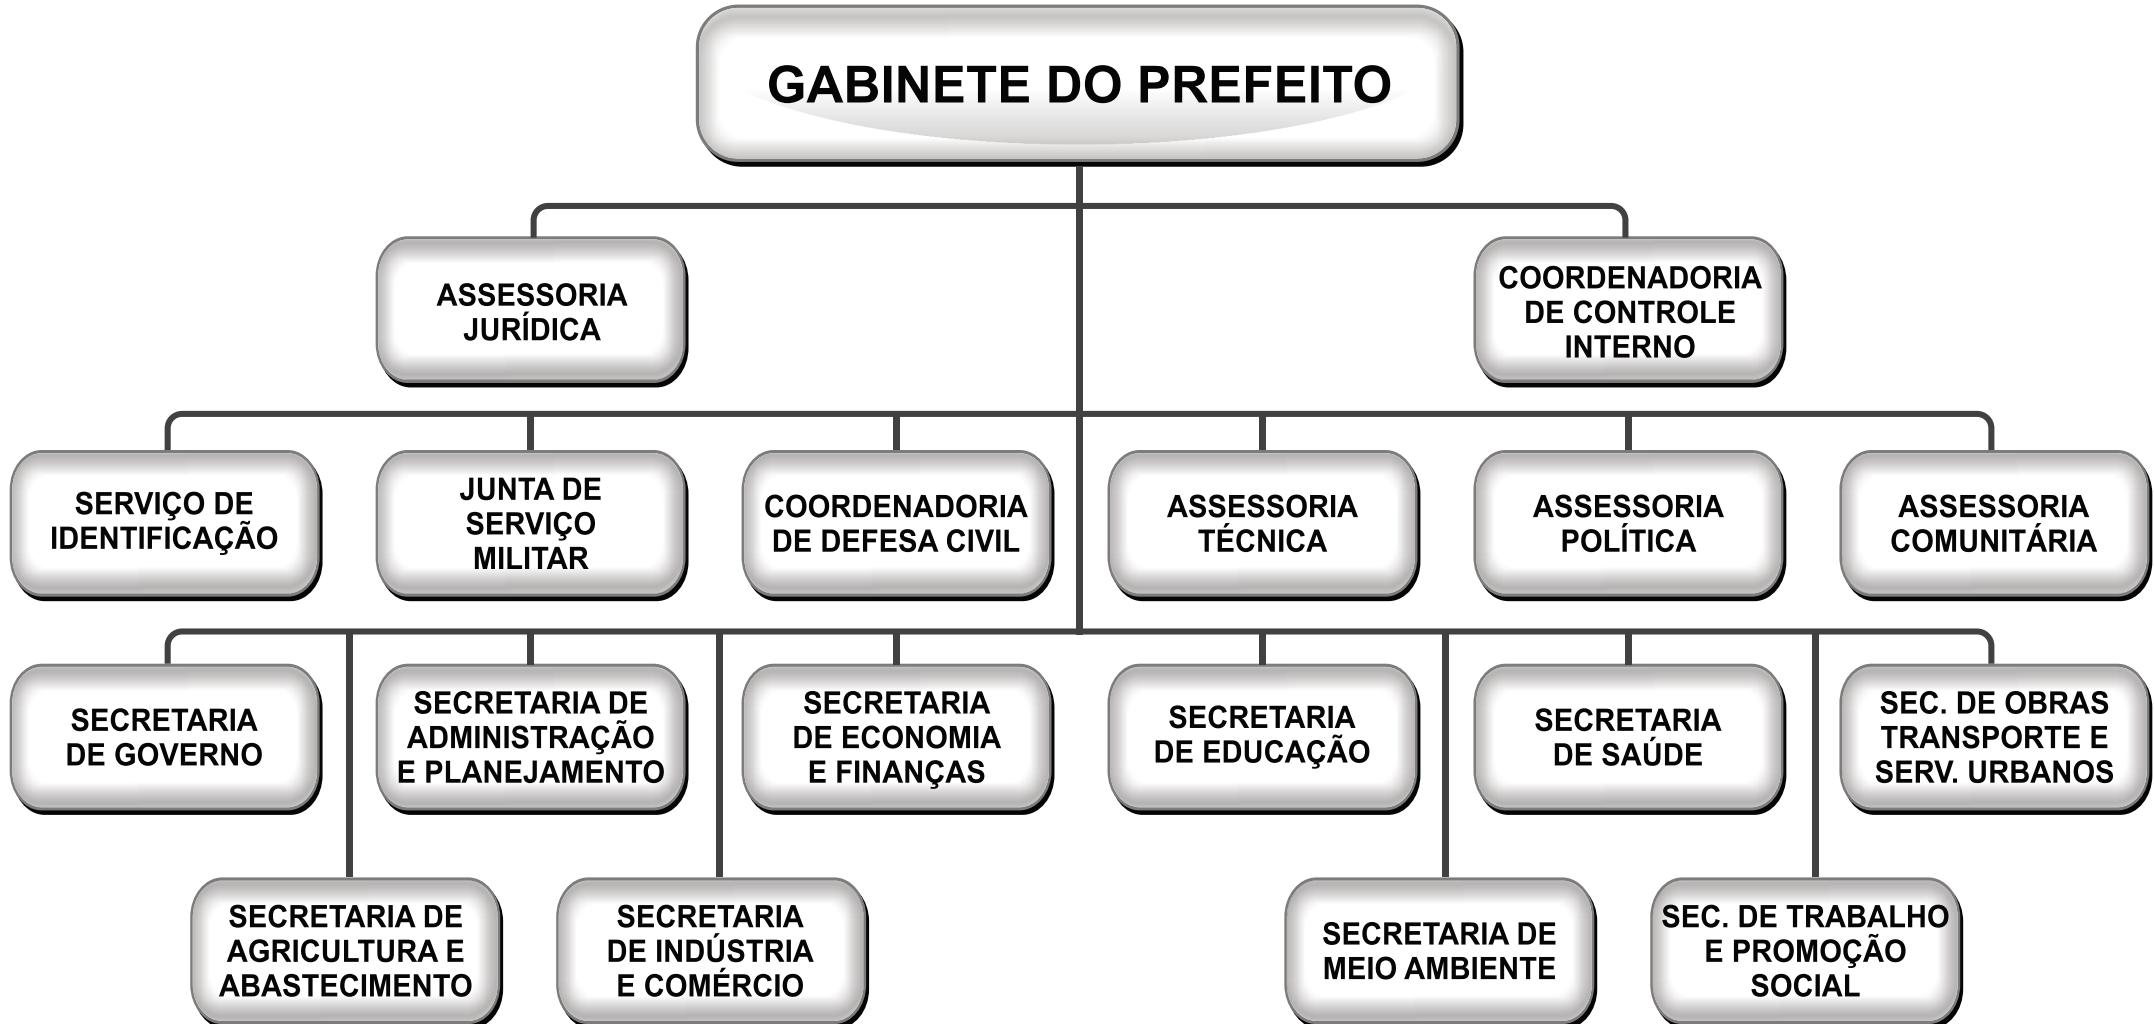 GABINETE DO PREFEITO
ASSESSORIA
JURÍDICA
COORDENADORIA
DE CONTROLE
INTERNO
SERVIÇO DE
IDENTIFICAÇÃO
JUNTA DE
SERVIÇO
MILITAR
COORDENADORIA
DE DEFESA CIVIL
ASSESSORIA
TÉCNICA
ASSESSORIA
POLÍTICA
ASSESSORIA
COMUNITÁRIA
SECRETARIA
DE GOVERNO
SECRETARIA DE
ADMINISTRAÇÃO
E PLANEJAMENTO
SECRETARIA
DE ECONOMIA
E FINANÇAS
SECRETARIA
DE EDUCAÇÃO
SECRETARIA
DE SAÚDE
SEC. DE OBRAS
TRANSPORTE E
SERV. URBANOS
SECRETARIA DE
AGRICULTURA E
ABASTECIMENTO
SECRETARIA
DE INDÚSTRIA
E COMÉRCIO
SECRETARIA DE
MEIO AMBIENTE
SEC. DE TRABALHO
E PROMOÇÃO
SOCIAL